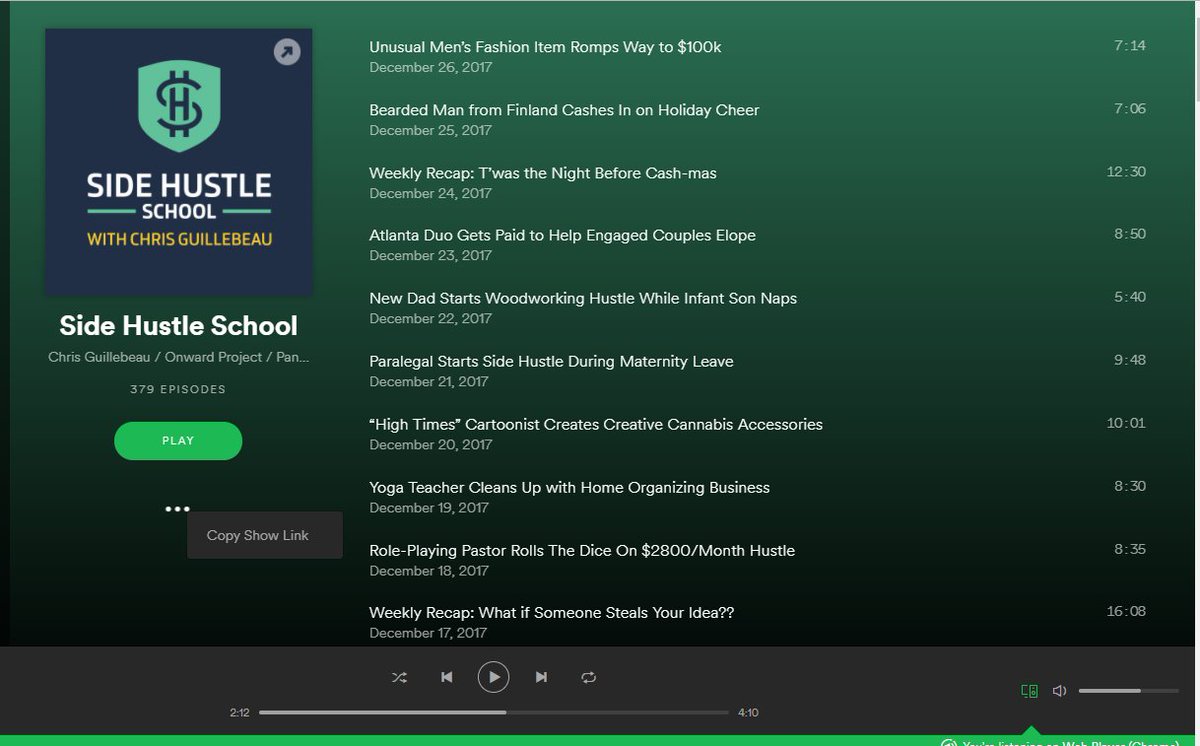 SIDE HUSTLE
SCHOOL
WITH CHRIS GUILLEBEAU
Side Hustle School
Chris Guillebeau / Onward Project / Pan...
379 EPISODES
PLAY
Copy Show Link
Unusual Men's Fashion Item Romps Way to $100k 7:14
December 26, 2017
Bearded Man from Finland Cashes In on Holiday Cheer 7:06
December 25, 2017
Weekly Recap: T'was the Night Before Cash-mas 12:30
December 24, 2017
Atlanta Duo Gets Paid to Help Engaged Couples Elope 8:50
December 23, 2017
New Dad Starts Woodworking Hustle While Infant Son Naps 5:40
December 22, 2017
Paralegal Starts Side Hustle During Maternity Leave 9:48
December 21, 2017
“High Times” Cartoonist Creates Creative Cannabis Accessories 10:01
December 20, 2017
Yoga Teacher Cleans Up with Home Organizing Business 8:30
December 19, 2017
Role-Playing Pastor Rolls The Dice On $2800/Month Hustle 8:35
December 18, 2017
Weekly Recap: What if Someone Steals Your Idea?? 16:08
December 17, 2017
2:12 4:10
You're listening on Web Player (Chrome)